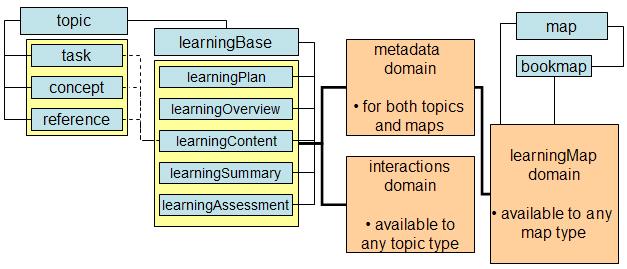 topic
task
concept
reference
learningBase
learningPlan
learningOverview
learningContent
learningSummary
learningAssessment
metadata
domain
• for both topics
and maps
interactions
domain
• available to
any topic type
map
bookmap
learningMap
domain
• available to any
map type